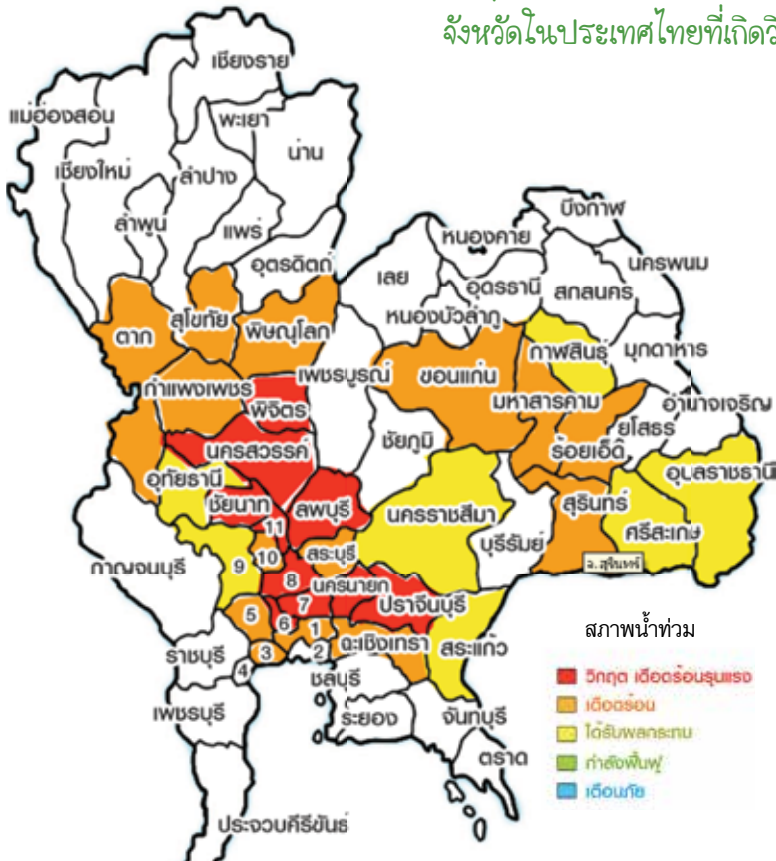 จังหวัดในประเทศไทยที่เกิดวิ
เชียงราย
แม่ฮ่องสอน
พะเยา
น่าน
เชียงใหม่
ลำปาง
ลำพูน
แพร่
บึงกาฬ
หนองคาย
อุตรดิตถ์
เลย
อุดรธานี
นครพนม
สกลนคร
หนองบัวลำภู
สุโขทัย
ตาก
พิษณุโลก
กาฬสินธุ์
มุกดาหาร
เพชรบูรณ์
ขอนแก่น
กำแพงเพชร
พิจิตร
มหาสารคาม
อำนาจเจริญ
ยโสธร
ชัยภูมิ
ร้อยเอ็ด
นครสวรรค์
อุทัยธานี
อุบลราชธานี
ชัยนาท
ลพบุรี
นครราชสีมา
สุรินทร์
ศรีสะเกษ
11
บุรีรัมย์
กาญจนบุรี
9
10
สระบุรี
จ.สุรินทร์
8
นครนายก
ปราจีนบุรี
7
5
6
1
ฉะเชิงเทรา
สระแก้ว
ราชบุรี
3
2
4
ชลบุรี
เพชรบุรี
ระยอง
จันทบุรี
ตราด
ประจวบคีรีขันธ์
สภาพน้ำท่วม
วิกฤต เดือดร้อนรุนแรง
เดือดร้อน
ได้รับผลกระทบ
กำลังฟื้นฟู
เตือนภัย